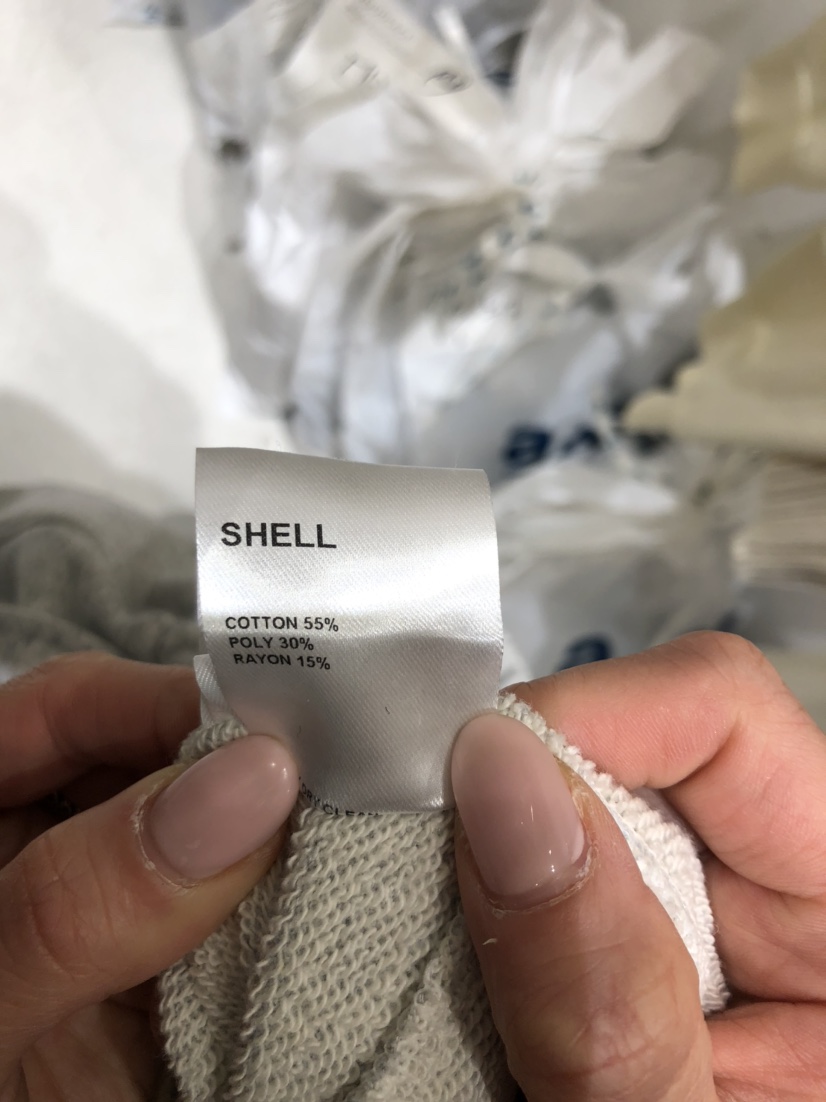 SHELL
COTTON 55%
POLY 30%
RAYON 15%